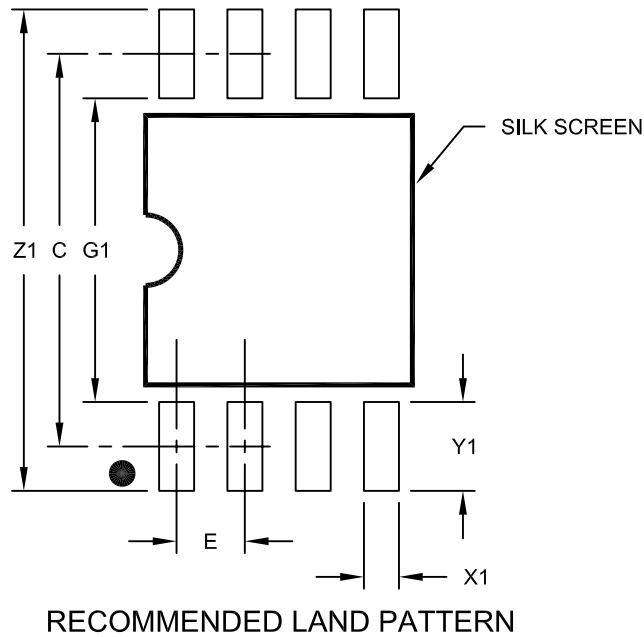 SILK SCREEN
Z1
C
G1
Y1
E
X1
RECOMMENDED LAND PATTERN